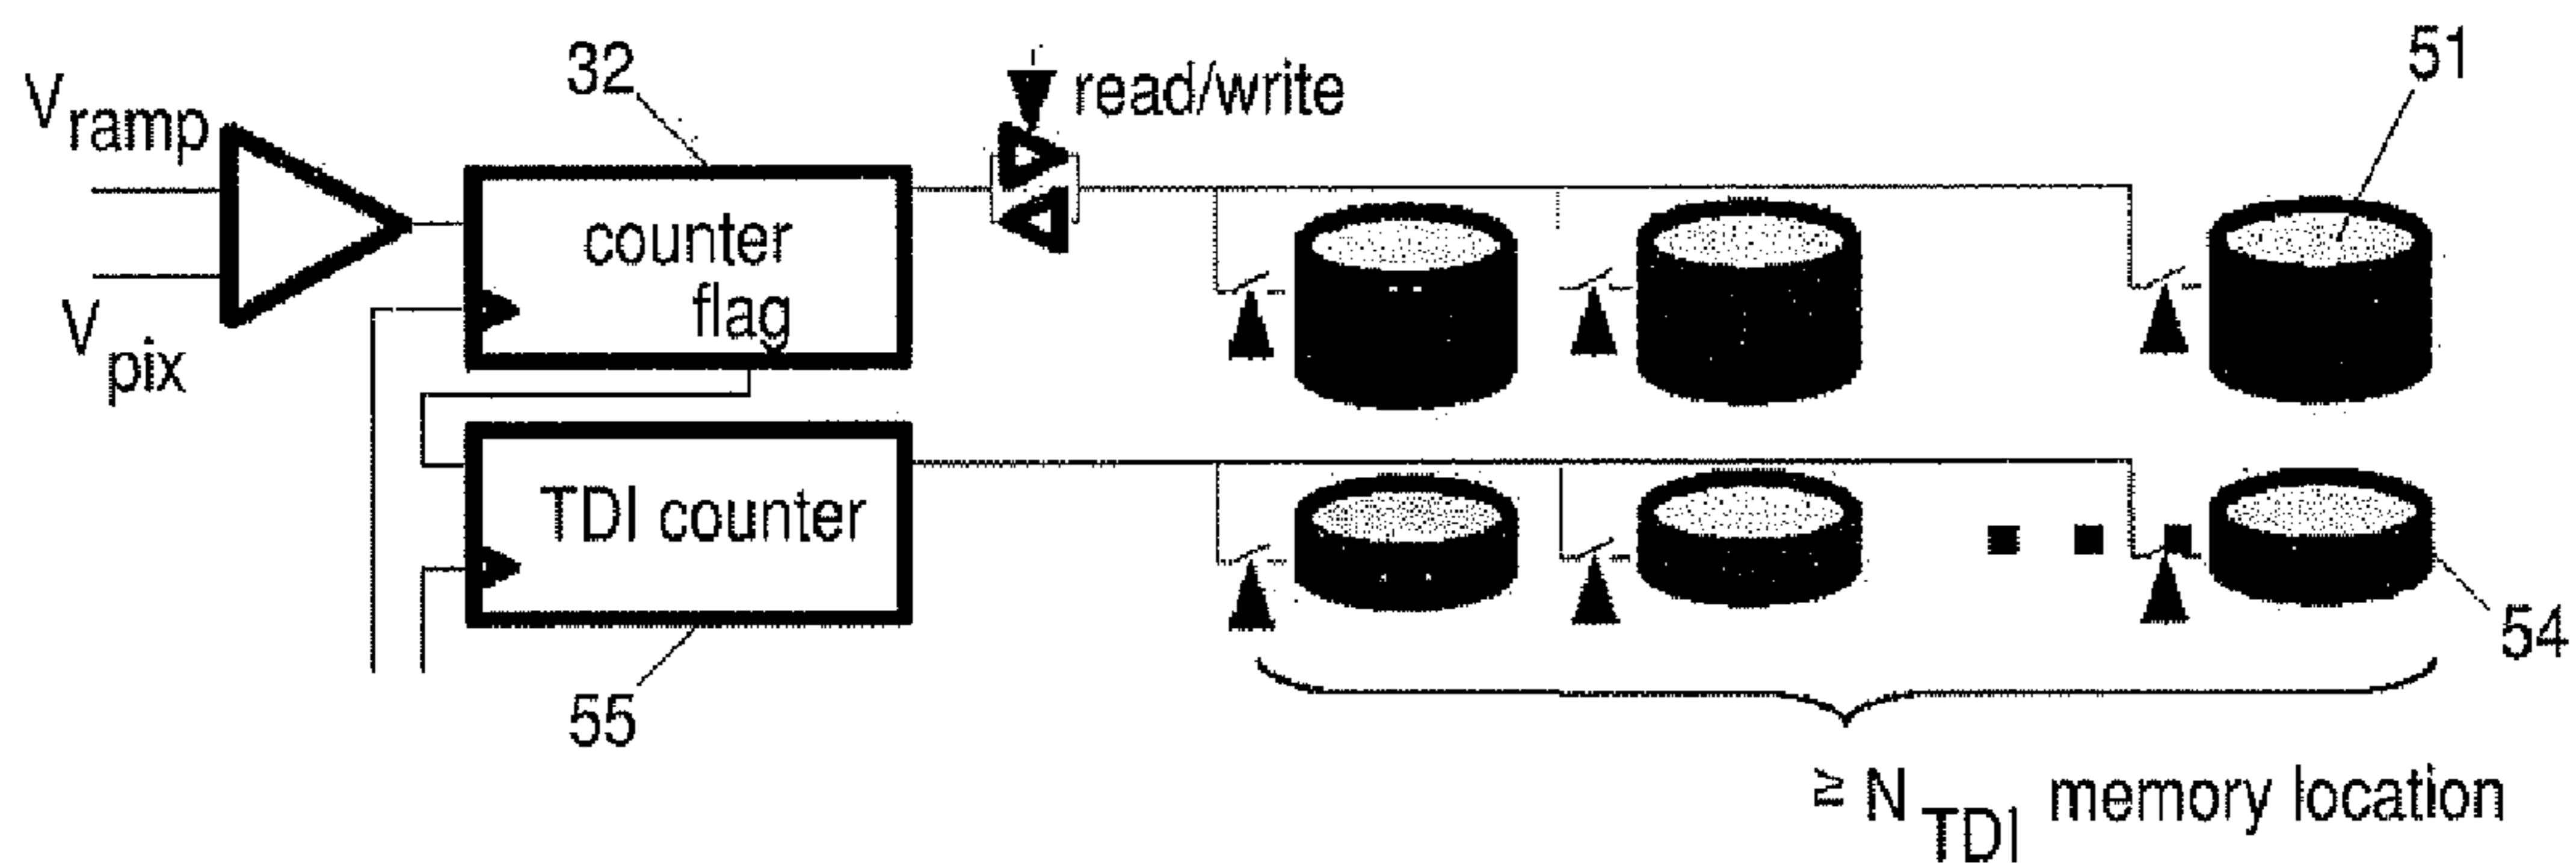 32
51
V ramp
read/write
counter
flag
V pix
TDI counter
54
55
≥ N TDI memory location